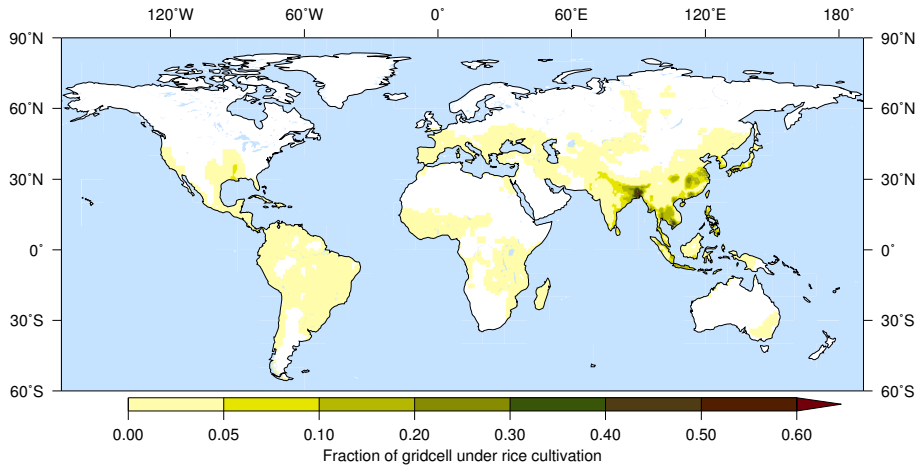 120˚W 60˚W 0˚ 60˚E 120˚E 180˚
90˚N 90˚N
60˚N 60˚N
30˚N 30˚N
0˚ 0˚
30˚S 30˚S
60˚S 60˚S
0.00 0.05 0.10 0.20 0.30 0.40 0.50 0.60
Fraction of gridcell under rice cultivation